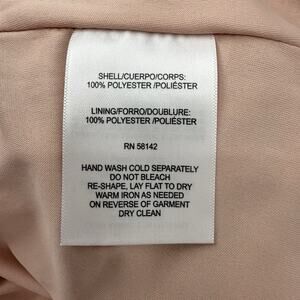 SHELL/CUERPO/CORPS:
100% POLYESTER /POLIÉSTER
LINING/FORRO/DOUBLURE:
100% POLYESTER /POLIÉSTER
RN 58142
HAND WASH COLD SEPARATELY
DO NOT BLEACH
RE-SHAPE, LAY FLAT TO DRY
WARM IRON AS NEEDED
ON REVERSE OF GARMENT
DRY CLEAN